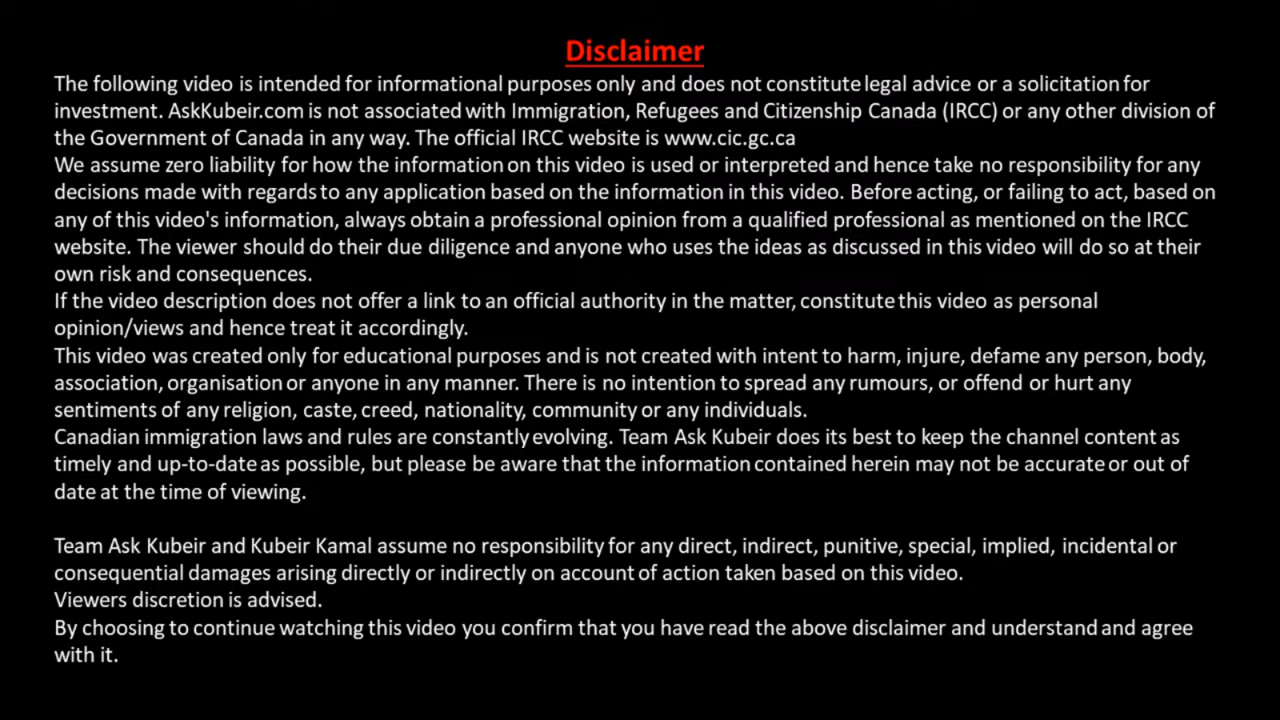 Disclaimer
The following video is intended for informational purposes only and does not constitute legal advice or a solicitation for
investment. AskKubeir.com is not associated with Immigration, Refugees and Citizenship Canada (IRCC) or any other division of
the Government of Canada in any way. The official IRCC website is www.cic.gc.ca
We assume zero liability for how the information on this video is used or interpreted and hence take no responsibility for any
decisions made with regards to any application based on the information in this video. Before acting, or failing to act, based on
any of this video's information, always obtain a professional opinion from a qualified professional as mentioned on the IRCC
website. The viewer should do their due diligence and anyone who uses the ideas as discussed in this video will do so at their
own risk and consequences.
If the video description does not offer a link to an official authority in the matter, constitute this video as personal
opinion/views and hence treat it accordingly.
This video was created only for educational purposes and is not created with intent to harm, injure, defame any person, body,
association, organisation or anyone in any manner. There is no intention to spread any rumours, or offend or hurt any
sentiments of any religion, caste, creed, nationality, community or any individuals.
Canadian immigration laws and rules are constantly evolving. Team Ask Kubeir does its best to keep the channel content as
timely and up-to-date as possible, but please be aware that the information contained herein may not be accurate or out of
date at the time of viewing.
Team Ask Kubeir and Kubeir Kamal assume no responsibility for any direct, indirect, punitive, special, implied, incidental or
consequential damages arising directly or indirectly on account of action taken based on this video.
Viewers discretion is advised.
By choosing to continue watching this video you confirm that you have read the above disclaimer and understand and agree
with it.